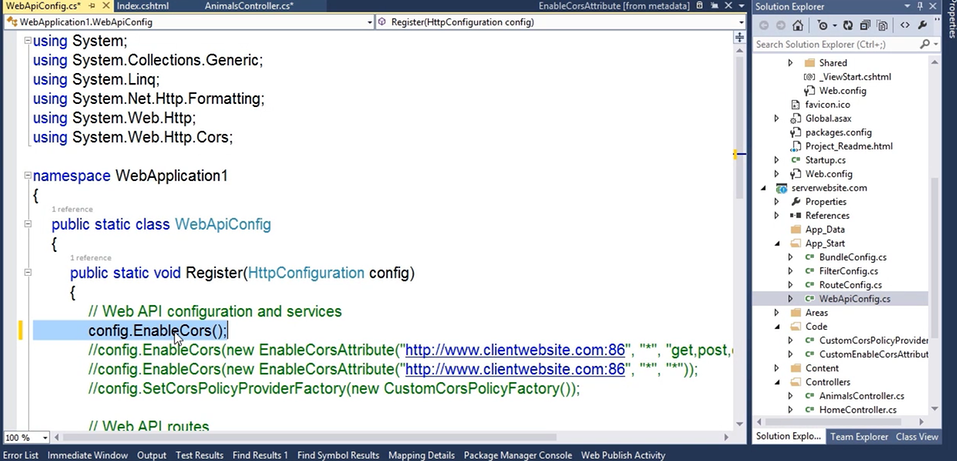 WebApiConfig.cs*
Index.cshtml
AnimalsController.cs*
EnableCorsAttribute [from metadata]
WebApplication1.WebApiConfig
Register(HttpConfiguration config)
using System;
using System.Collections.Generic;
using System.Linq;
using System.Net.Http.Formatting;
using System.Web.Http;
using System.Web.Http.Cors;
namespace WebApplication1
{
1 reference
public static class WebApiConfig
{
1 reference
public static void Register(HttpConfiguration config)
{
// Web API configuration and services
config.EnableCors();
//config.EnableCors(new EnableCorsAttribute("http://www.clientwebsite.com:86", "*", "get,post,
//config.EnableCors(new EnableCorsAttribute("http://www.clientwebsite.com:86", "*", "*"));
//config.SetCorsPolicyProviderFactory(new CustomCorsPolicyFactory());
// Web API routes
100 %
Solution Explorer
Search Solution Explorer (Ctrl+;)
Shared
_ViewStart.cshtml
Web.config
favicon.ico
Global.asax
packages.config
Project_Readme.html
Startup.cs
Web.config
serverwebsite.com
Properties
References
App_Data
App_Start
BundleConfig.cs
FilterConfig.cs
RouteConfig.cs
WebApiConfig.cs
Areas
Code
CustomCorsPolicyProvider
CustomEnableCorsAttribut
Content
Controllers
AnimalsController.cs
HomeController.cs
Solution Explo...
Team Explorer
Class View
Properties
Error List
Immediate Window
Output
Test Results
Find Results 1
Find Symbol Results
Mapping Details
Package Manager Console
Web Publish Activity